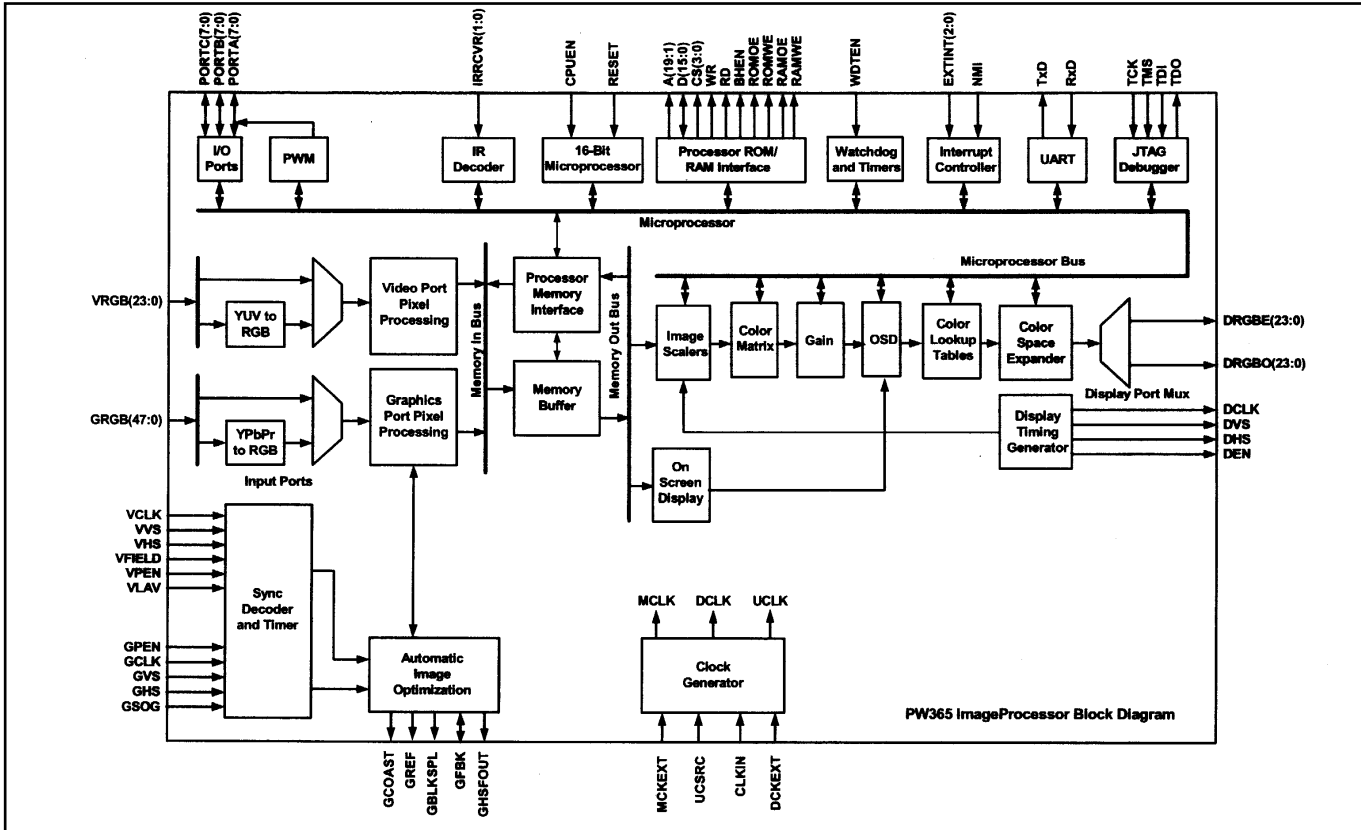 PORTC(7:0)
PORTB(7:0)
PORTA(7:0)
IRRCVR(1:0)
CPUEN
RESET
A(19:1)
D(15:0)
CS(3:0)
WR
RD
BHEN
ROMOE
ROMWE
RAMOE
RAMWE
WDTEN
EXTINT(2:0)
NMI
TxD
RxD
TCK
TMS
TDI
TDO
I/O
Ports
PWM
IR
Decoder
16-Bit
Microprocessor
Processor ROM/
RAM Interface
Watchdog
and Timers
Interrupt
Controller
UART
JTAG
Debugger
Microprocessor
Microprocessor Bus
VRGB(23:0)
YUV to
RGB
Video Port
Pixel
Processing
Memory In Bus
Processor
Memory
Interface
Memory Out Bus
Image
Scalers
Color
Matrix
Gain
OSD
Color
Lookup
Tables
Color
Space
Expander
DRGBE(23:0)
DRGBO(23:0)
Display Port Mux
GRGB(47:0)
YPbPr
to RGB
Graphics
Port Pixel
Processing
Memory
Buffer
Input Ports
On
Screen
Display
Display
Timing
Generator
DCLK
DVS
DHS
DEN
VCLK
VVS
VHS
VFIELD
VPEN
VLAV
GPEN
GCLK
GVS
GHS
GSOG
Sync
Decoder
and Timer
Automatic
Image
Optimization
MCLK
DCLK
UCLK
Clock
Generator
GCOAST
GREF
GBLKSPL
GFBK
GHSFOUT
MCKEXT
UCSRC
CLKIN
DCKEXT
PW365 ImageProcessor Block Diagram